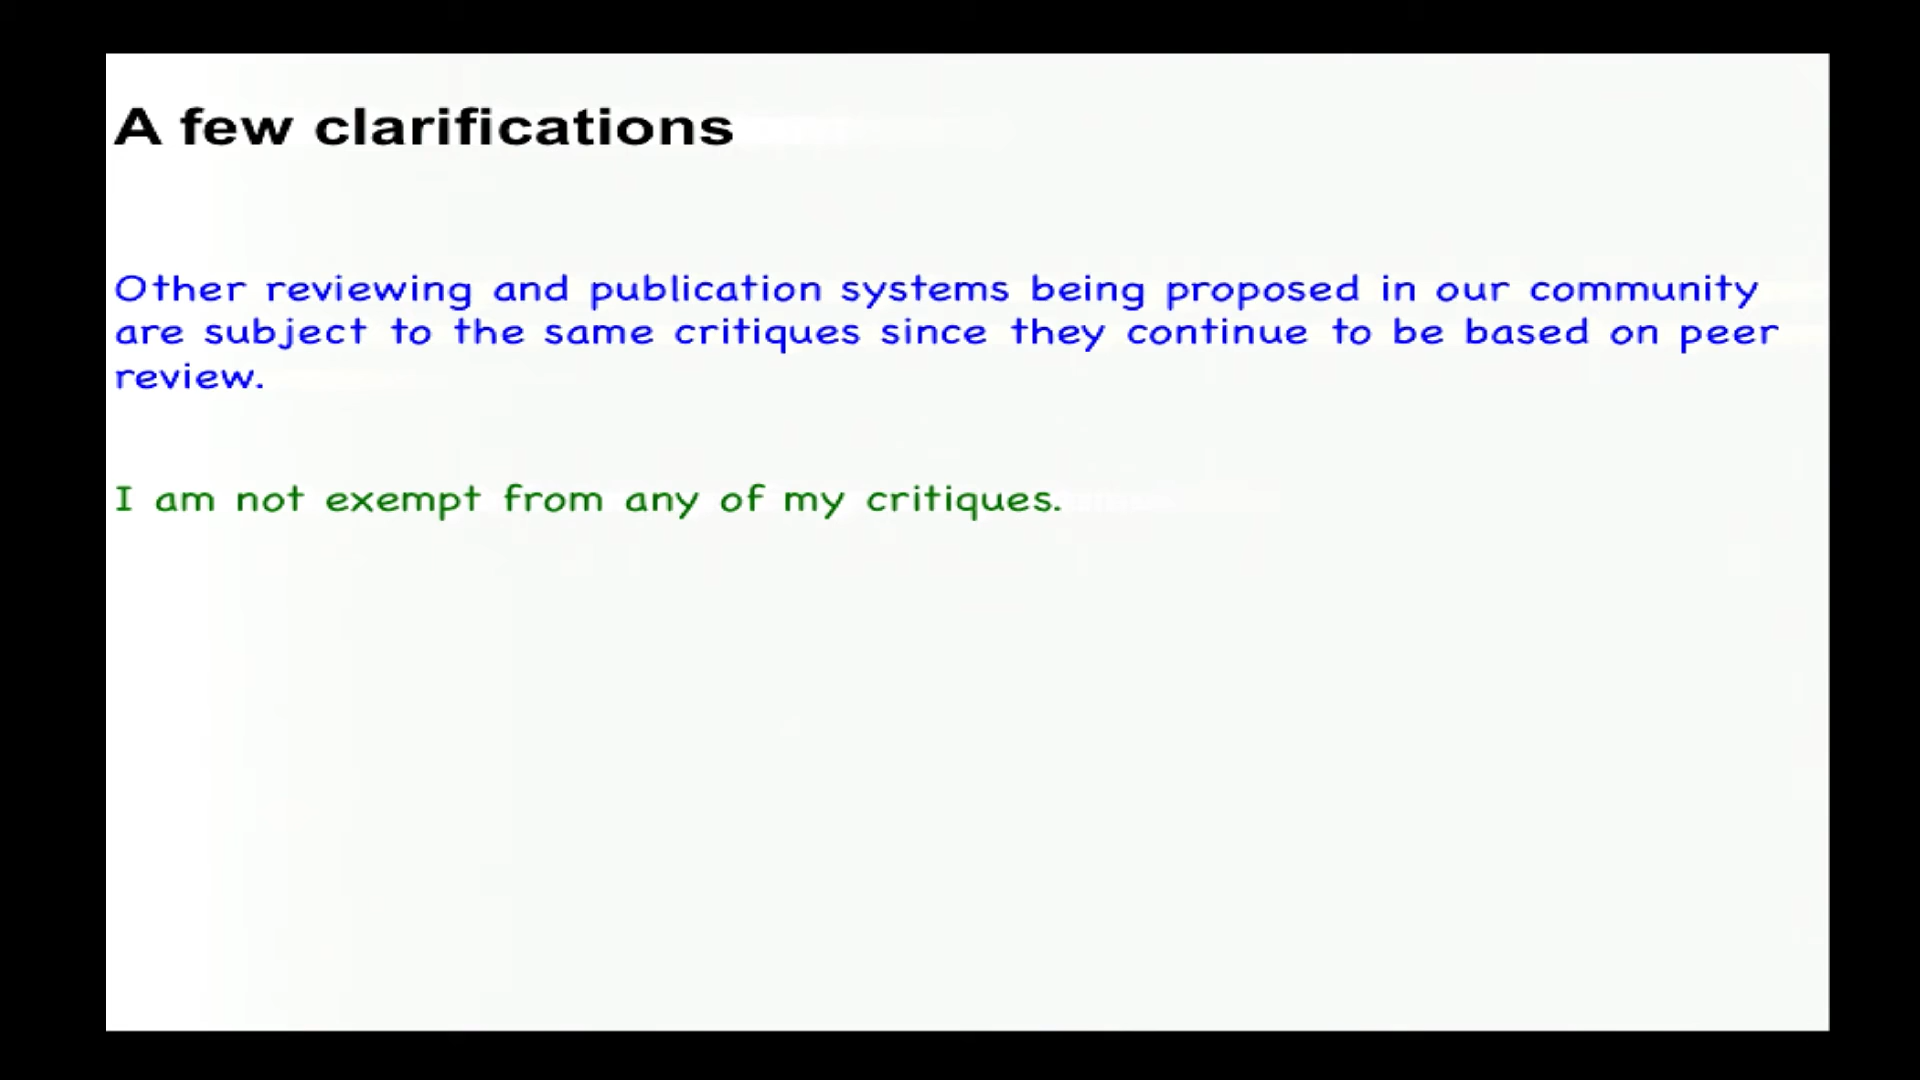 A few clarifications
Other reviewing and publication systems being proposed in our community
are subject to the same critiques since they continue to be based on peer
review.
I am not exempt from any of my critiques.